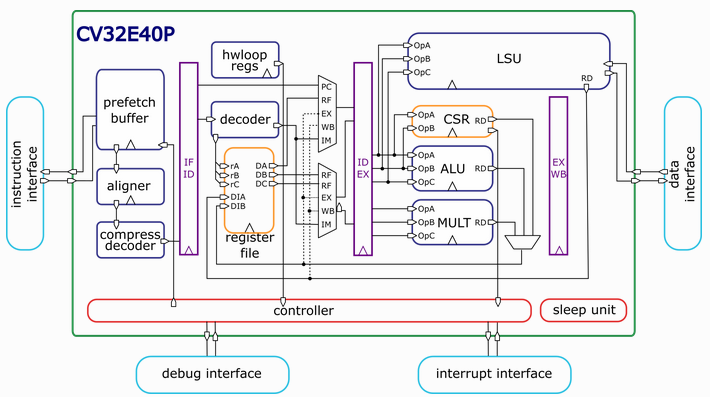 CV32E40P
instruction
interface
prefetch
buffer
aligner
compress
decoder
IF
ID
hwloop
regs
decoder
rA
rB
rC
DIA
DIB
DA
DB
DC
register
file
PC
RF
EX
WB
IM
RF
RF
EX
WB
IM
ID
EX
OpA
OpB
OpC
LSU
RD
OpA
OpB
CSR
RD
OpA
OpB
OpC
ALU
RD
OpA
OpB
OpC
MULT
RD
EX
WB
data
interface
controller
sleep unit
debug interface
interrupt interface